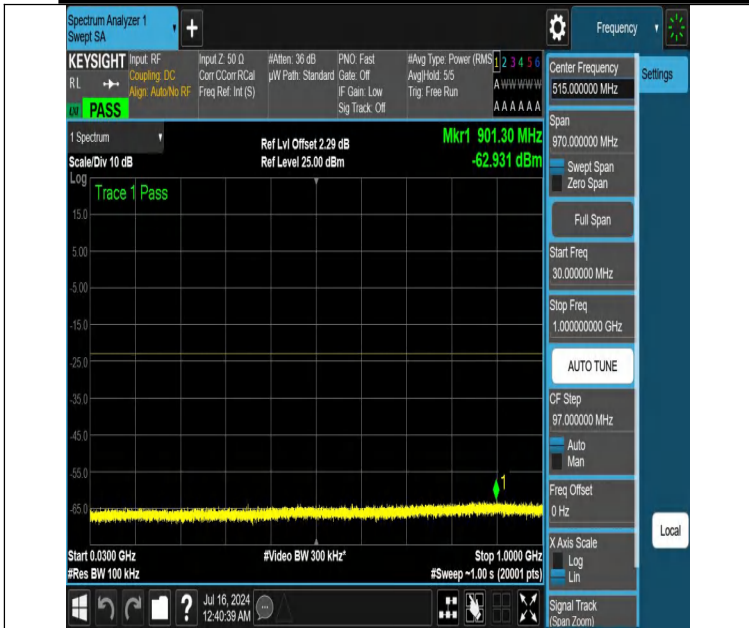 Spectrum Analyzer 1
Swept SA
Frequency
KEYSIGHT
RL
LXI
PASS
Input: RF
Coupling: DC
Align: Auto/No RF
Input Z: 50 Ω
Corr CCorr RCal
Freq Ref: Int (S)
#Atten: 36 dB
µW Path: Standard
PNO: Fast
Gate: Off
IF Gain: Low
Sig Track: Off
#Avg Type: Power (RMS
Avg|Hold: 5/5
Trig: Free Run
1 2 3 4 5 6
A W W W W W
A A A A A A
1 Spectrum
Scale/Div 10 dB
Log
Ref Lvl Offset 2.29 dB
Ref Level 25.00 dBm
Mkr1 901.30 MHz
-62.931 dBm
Trace 1 Pass
15.0
5.00
-5.00
-15.0
-25.0
-35.0
-45.0
-55.0
-65.0
1
Start 0.0300 GHz
#Res BW 100 kHz
#Video BW 300 kHz*
Stop 1.0000 GHz
#Sweep ~1.00 s (20001 pts)
Jul 16, 2024
12:40:39 AM
Center Frequency
515.000000 MHz
Settings
Span
970.000000 MHz
Swept Span
Zero Span
Full Span
Start Freq
30.000000 MHz
Stop Freq
1.000000000 GHz
AUTO TUNE
CF Step
97.000000 MHz
Auto
Man
Freq Offset
0 Hz
X Axis Scale
Log
Lin
Local
Signal Track
(Span Zoom)